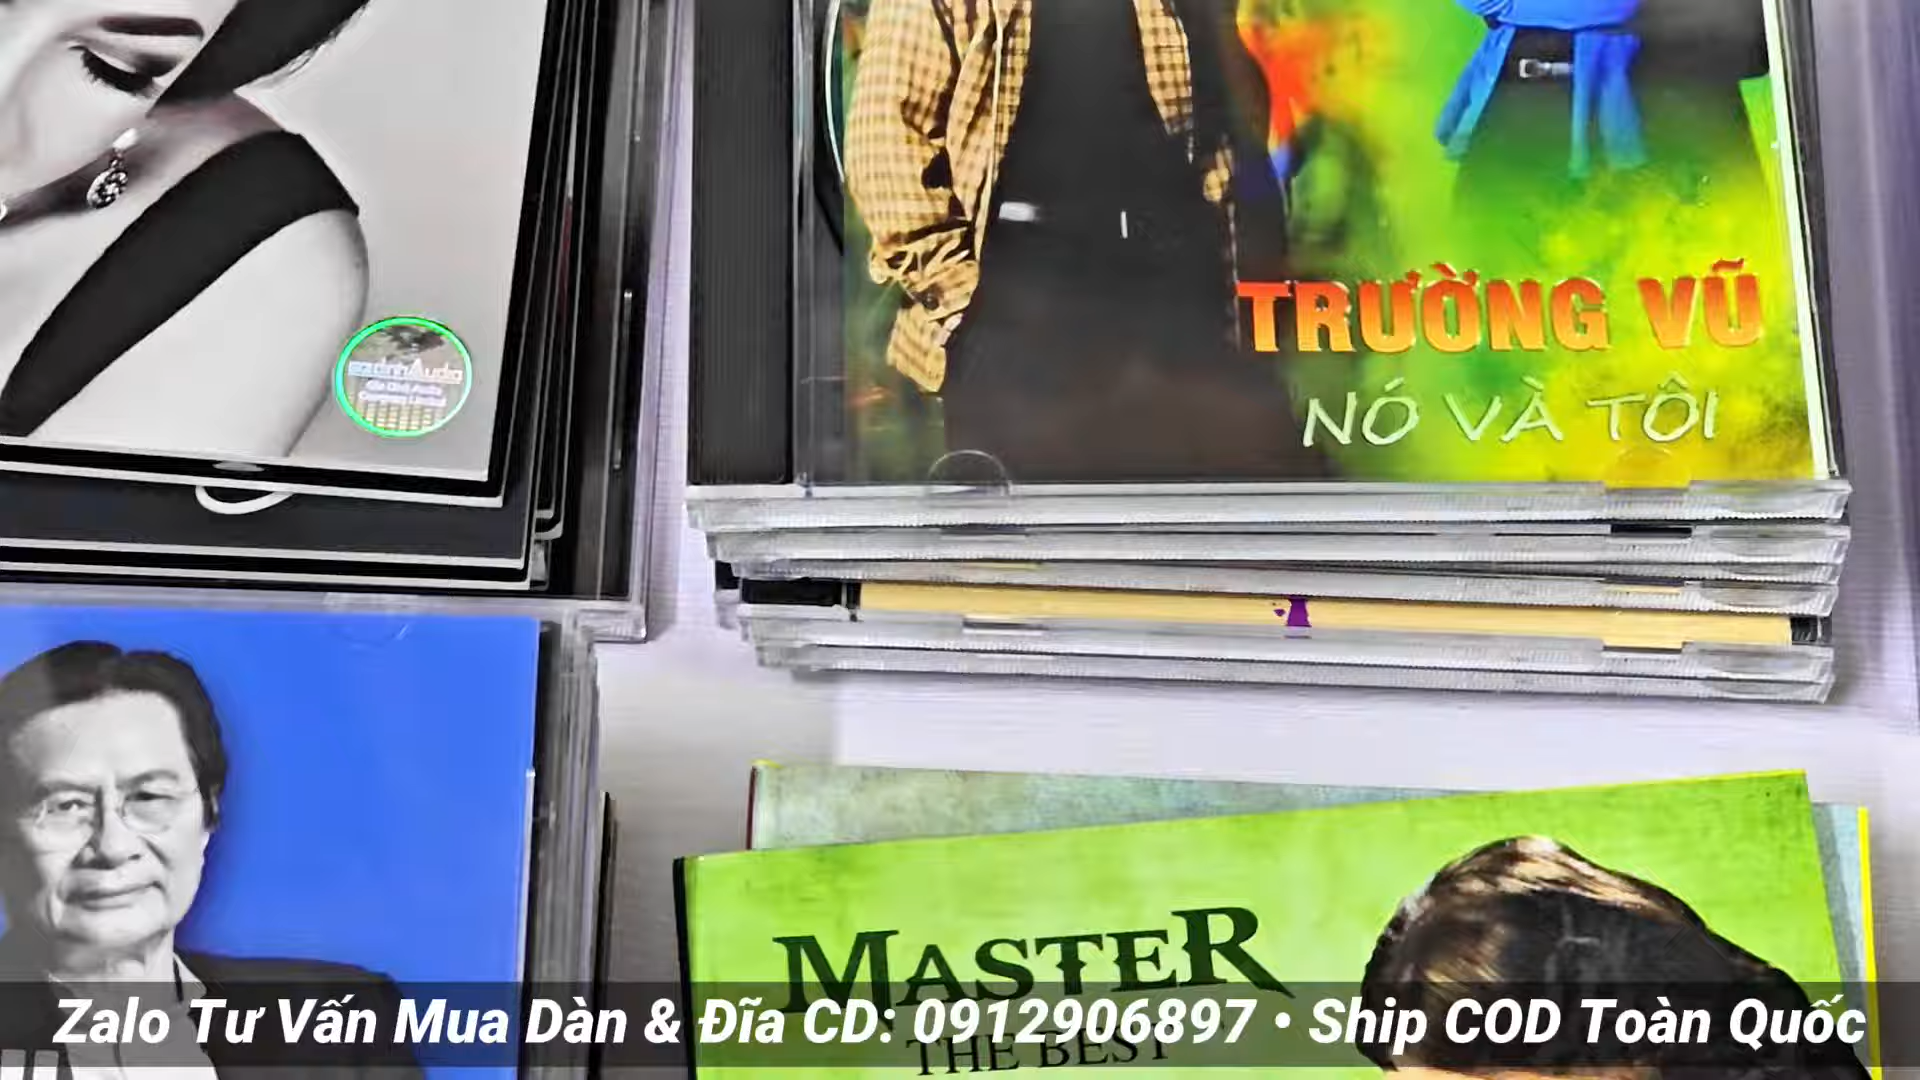 TRƯỜNG VŨ
NÓ VÀ TÔI
MASTER
THE BEST
Zalo Tư Vấn Mua Dàn & Đĩa CD: 0912906897 • Ship COD Toàn Quốc